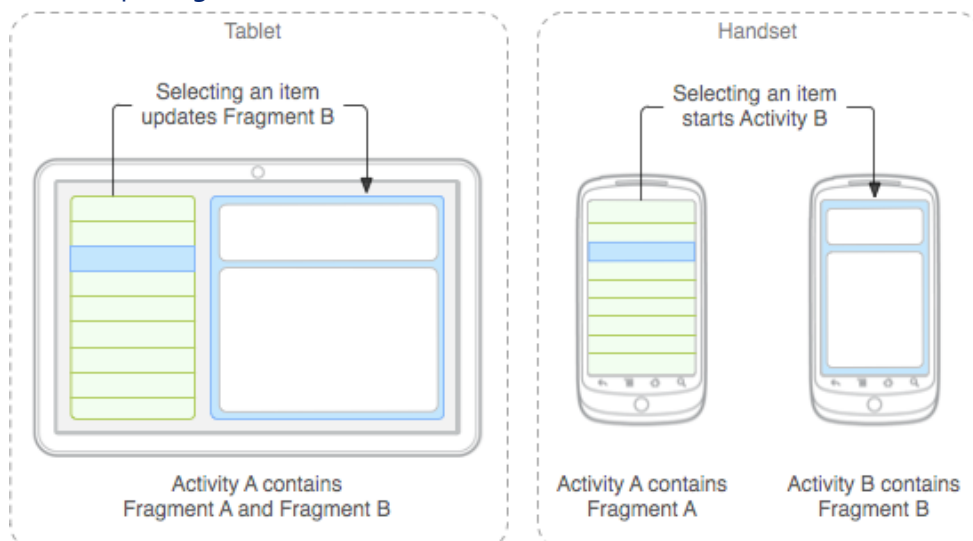 Tablet
Selecting an item
updates Fragment B
Activity A contains
Fragment A and Fragment B
Handset
Selecting an item
starts Activity B
Activity A contains
Fragment A
Activity B contains
Fragment B